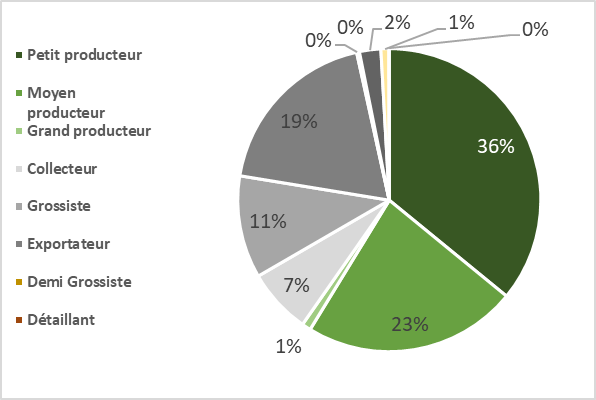 0%
2%
1%
0%
0%
Petit producteur
Moyen
producteur
Grand producteur
Collecteur
Grossiste
Exportateur
Demi Grossiste
Détaillant
36%
19%
11%
7%
23%
1%